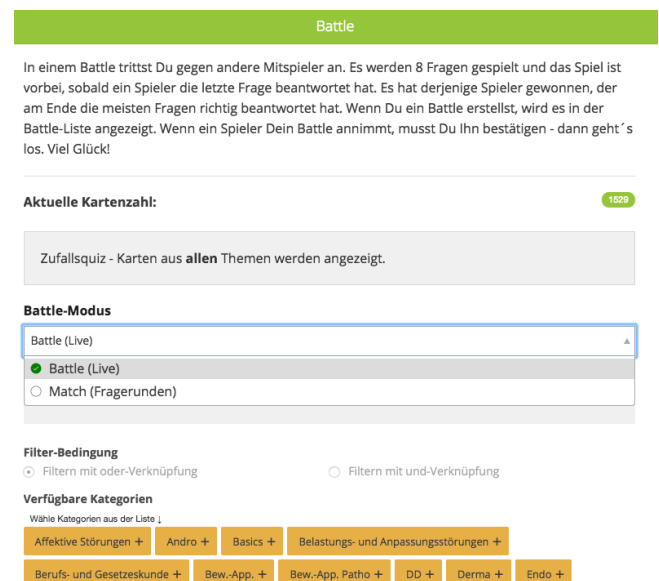 Battle
In einem Battle trittst Du gegen andere Mitspieler an. Es werden 8 Fragen gespielt und das Spiel ist
vorbei, sobald ein Spieler die letzte Frage beantwortet hat. Es hat derjenige Spieler gewonnen, der
am Ende die meisten Fragen richtig beantwortet hat. Wenn Du ein Battle erstellst, wird es in der
Battle-Liste angezeigt. Wenn ein Spieler Dein Battle annimmt, musst Du Ihn bestätigen - dann geht´s
los. Viel Glück!
Aktuelle Kartenzahl: 1529
Zufallsquiz - Karten aus allen Themen werden angezeigt.
Battle-Modus
Battle (Live)
Battle (Live)
Match (Fragerunden)
Filter-Bedingung
Filtern mit oder-Verknüpfung Filtern mit und-Verknüpfung
Verfügbare Kategorien
Wähle Kategorien aus der Liste ↓
Affektive Störungen + Andro + Basics + Belastungs- und Anpassungsstörungen +
Berufs- und Gesetzeskunde + Bew.-App. + Bew.-App. Patho + DD + Derma + Endo +